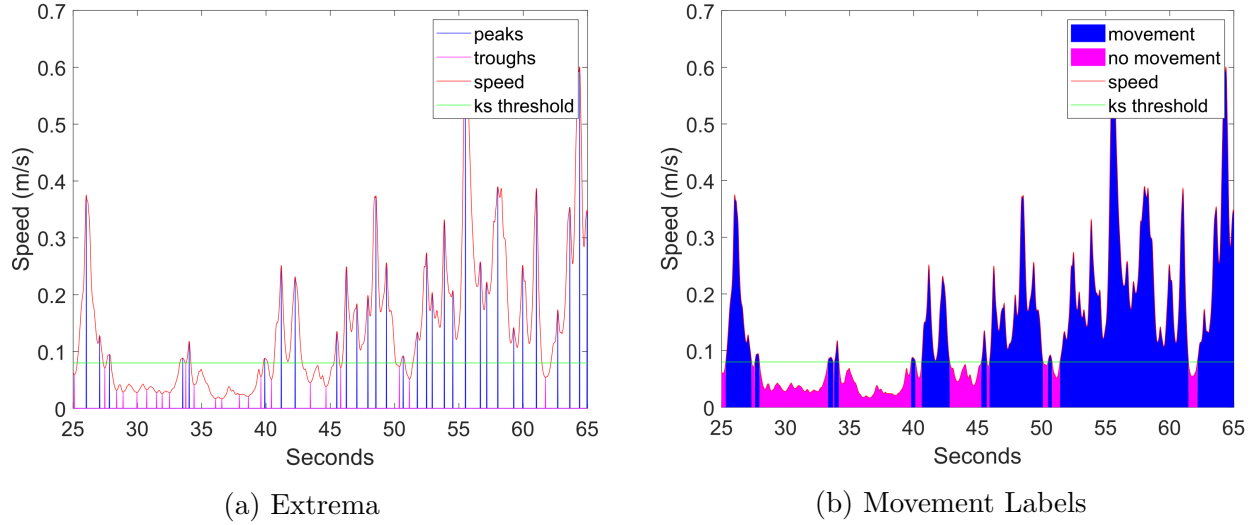 0.7
0.6
0.5
0.4
0.3
0.2
0.1
0
Speed (m/s)
25 30 35 40 45 50 55 60 65
Seconds
peaks
troughs
speed
ks threshold
(a) Extrema
0.7
0.6
0.5
0.4
0.3
0.2
0.1
0
Speed (m/s)
25 30 35 40 45 50 55 60 65
Seconds
movement
no movement
speed
ks threshold
(b) Movement Labels